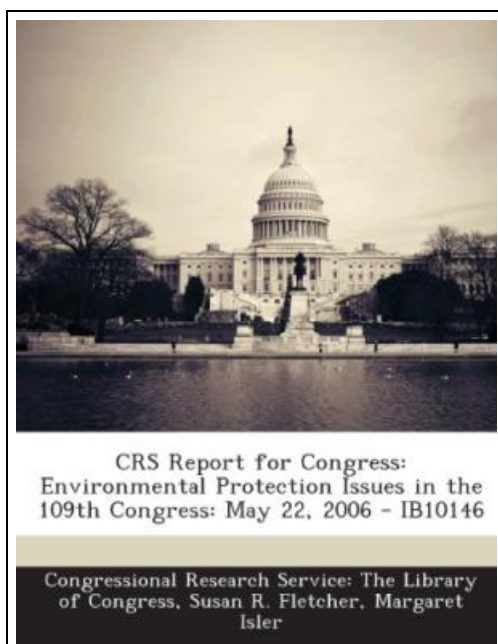 CRS Report for Congress:
Environmental Protection Issues in the
109th Congress: May 22, 2006 - IB10146
Congressional Research Service: The Library
of Congress, Susan R. Fletcher, Margaret
Isler